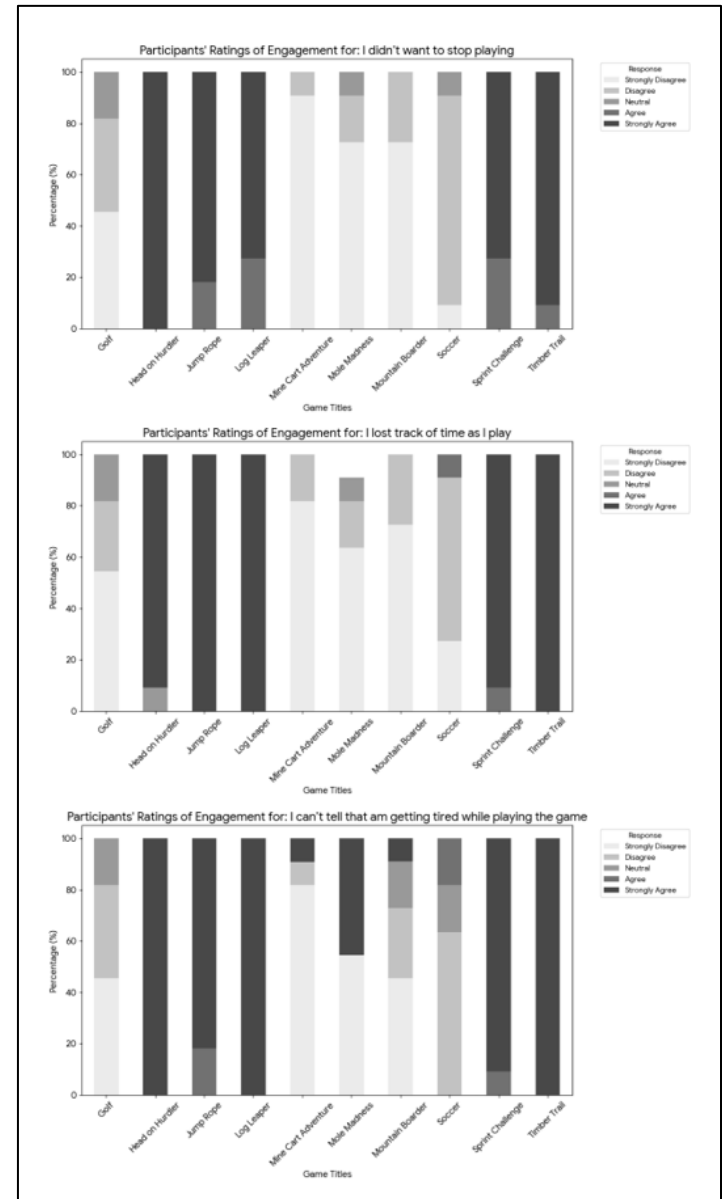 Participants' Ratings of Engagement for: I didn't want to stop playing
Response
Strongly Disagree
Disagree
Neutral
Agree
Strongly Agree
Percentage (%)
100
80
60
40
20
0
Golf
Head on Hurdler
Jump Rope
Log Leaper
Mine Cart Adventure
Mole Madness
Mountain Boarder
Soccer
Sprint Challenge
Timber Trail
Game Titles
Participants' Ratings of Engagement for: I lost track of time as I play
Response
Strongly Disagree
Disagree
Neutral
Agree
Strongly Agree
Percentage (%)
100
80
60
40
20
0
Golf
Head on Hurdler
Jump Rope
Log Leaper
Mine Cart Adventure
Mole Madness
Mountain Boarder
Soccer
Sprint Challenge
Timber Trail
Game Titles
Participants' Ratings of Engagement for: I can't tell that am getting tired while playing the game
Response
Strongly Disagree
Disagree
Neutral
Agree
Strongly Agree
Percentage (%)
100
80
60
40
20
0
Golf
Head on Hurdler
Jump Rope
Log Leaper
Mine Cart Adventure
Mole Madness
Mountain Boarder
Soccer
Sprint Challenge
Timber Trail
Game Titles